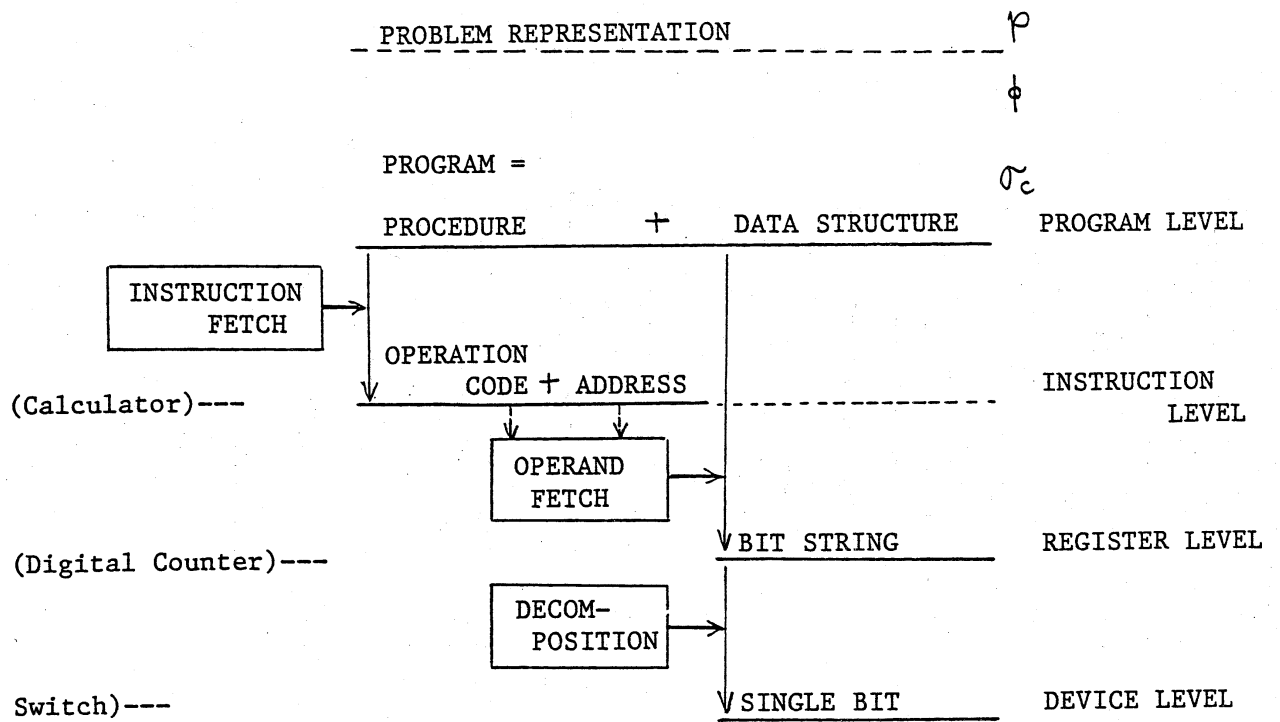 PROBLEM REPRESENTATION p
ϕ
PROGRAM =
σc
PROCEDURE + DATA STRUCTURE PROGRAM LEVEL
INSTRUCTION
FETCH
OPERATION
CODE + ADDRESS
INSTRUCTION
LEVEL
(Calculator)---
OPERAND
FETCH
BIT STRING REGISTER LEVEL
(Digital Counter)---
DECOM-
POSITION
Switch)--- SINGLE BIT DEVICE LEVEL